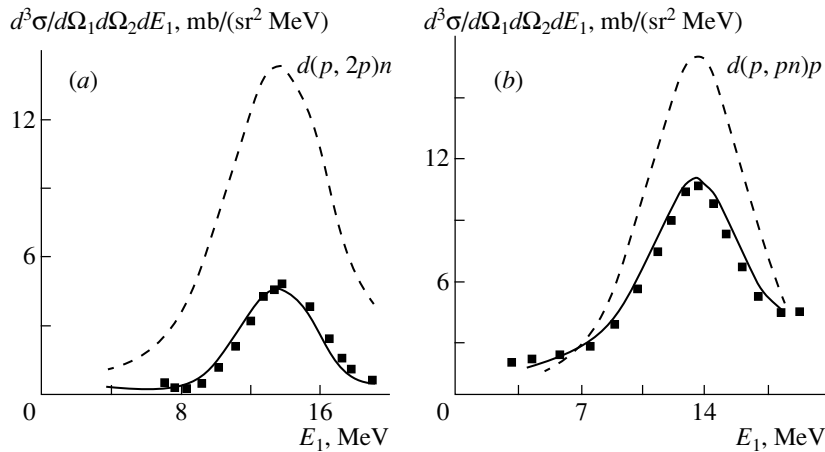 d³σ/dΩ₁dΩ₂dE₁, mb/(sr² MeV)
d³σ/dΩ₁dΩ₂dE₁, mb/(sr² MeV)
(a)
d(p, 2p)n
(b)
d(p, pn)p
12
12
6
6
0
8
16
0
7
14
E₁, MeV
E₁, MeV